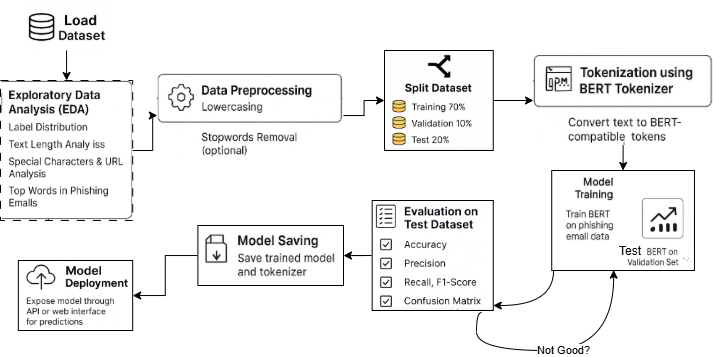 Load
Dataset
Exploratory Data
Analysis (EDA)
Label Distribution
Text Length Analy iss
Special Characters & URL
Analysis
Top Words in Phishing
Emails
Data Preprocessing
Lowercasing
Stopwords Removal
(optional)
Split Dataset
Training 70%
Validation 10%
Test 20%
Tokenization using
BERT Tokenizer
Convert text to BERT-
compatible tokens
Model
Training
Train BERT
on phishing
email data
Test BERT on
Validation Set
Not Good?
Evaluation on
Test Dataset
Accuracy
Precision
Recall, F1-Score
Confusion Matrix
Model Saving
Save trained model
and tokenizer
Model
Deployment
Expose model through
API or web interface
for predictions